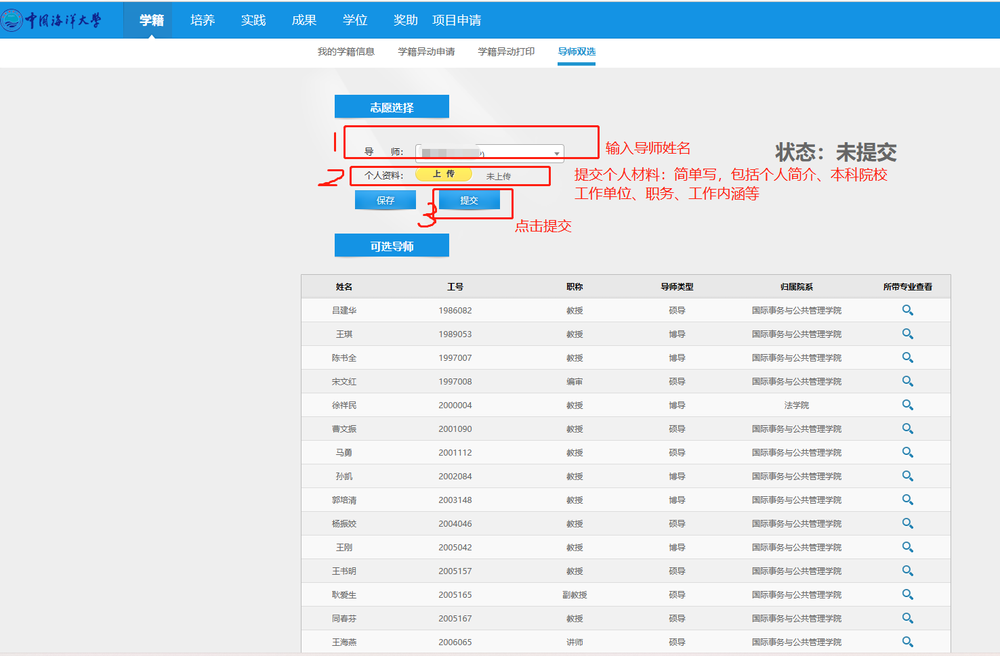 中国海洋大学 学籍 培养 实践 成果 学位 奖助 项目申请
我的学籍信息 学籍异动申请 学籍异动打印 导师双选
志愿选择
1 导 师： 输入导师姓名 状态：未提交
2 个人资料： 上 传 未上传 提交个人材料：简单写，包括个人简介、本科院校
工作单位、职务、工作内涵等
保存 提交
3 点击提交
可选导师
姓名 工号 职称 导师类型 归属院系 所带专业查看
吕建华 1986082 教授 硕导 国际事务与公共管理学院
王琪 1989053 教授 博导 国际事务与公共管理学院
陈书全 1997007 教授 博导 国际事务与公共管理学院
宋文红 1997008 编审 硕导 国际事务与公共管理学院
徐祥民 2000004 教授 博导 法学院
曹文振 2001090 教授 硕导 国际事务与公共管理学院
马勇 2001112 教授 硕导 国际事务与公共管理学院
孙凯 2002084 教授 博导 国际事务与公共管理学院
郭培清 2003148 教授 博导 国际事务与公共管理学院
杨振姣 2004046 教授 硕导 国际事务与公共管理学院
王刚 2005042 教授 博导 国际事务与公共管理学院
王书明 2005157 教授 硕导 国际事务与公共管理学院
耿爱生 2005165 副教授 硕导 国际事务与公共管理学院
同春芬 2005167 教授 硕导 国际事务与公共管理学院
王海燕 2006065 讲师 硕导 国际事务与公共管理学院